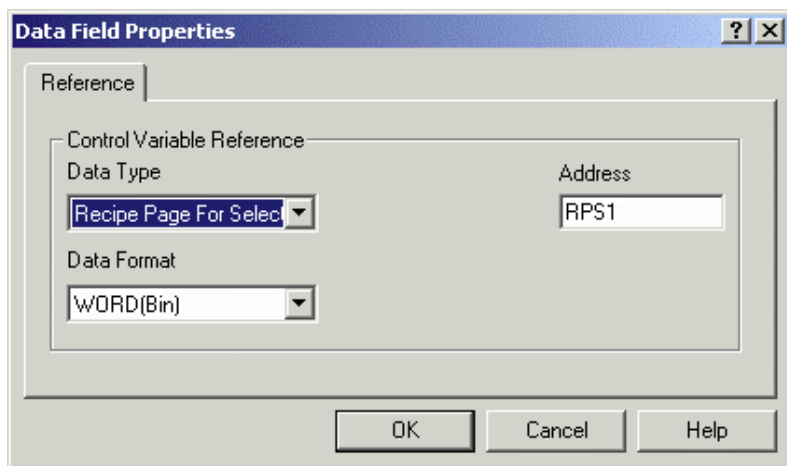 Data Field Properties
Reference
Control Variable Reference
Data Type
Address
Recipe Page For Select
RPS1
Data Format
WORD(Bin)
OK
Cancel
Help